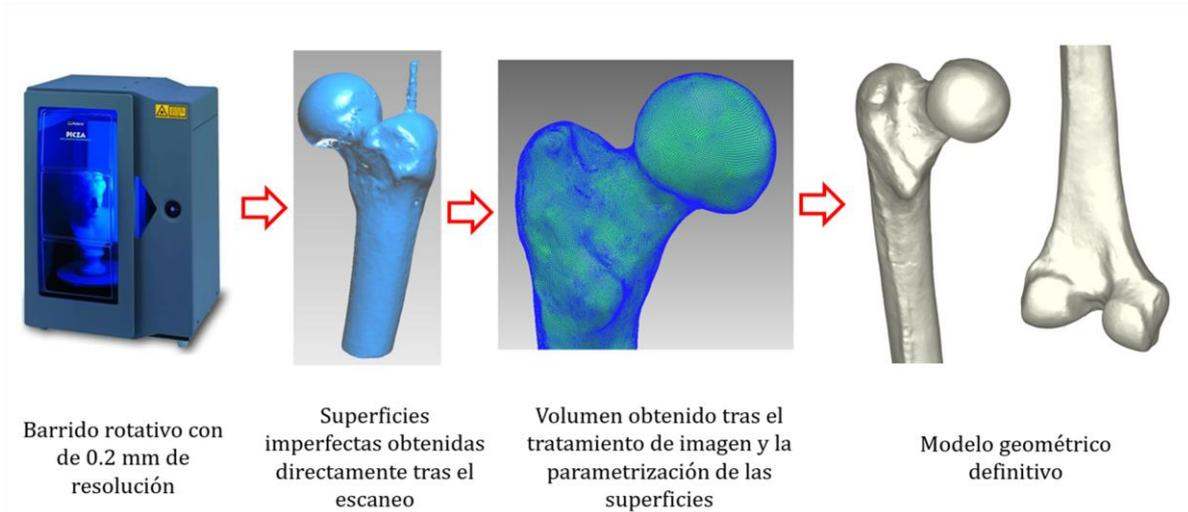 PICZA
Barrido rotativo con
de 0.2 mm de
resolución
Superficies
imperfectas obtenidas
directamente tras el
escaneo
Volumen obtenido tras el
tratamiento de imagen y la
parametrización de las
superficies
Modelo geométrico
definitivo